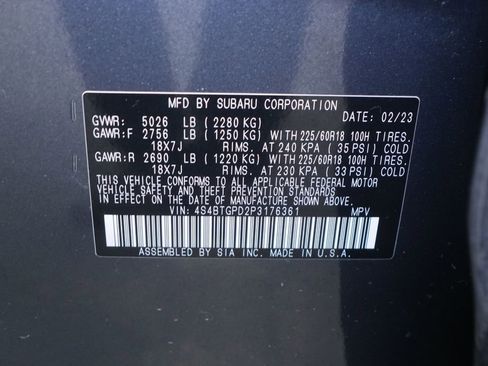 MFD BY SUBARU CORPORATION
GVWR: 5026 LB ( 2280 KG) DATE: 02/23
GAWR:F 2756 LB ( 1250 KG) WITH 225/60R18 100H TIRES.
18X7J RIMS. AT 240 KPA ( 35 PSI) COLD
GAWR:R 2690 LB ( 1220 KG) WITH 225/60R18 100H TIRES.
18X7J RIMS. AT 230 KPA ( 33 PSI) COLD
THIS VEHICLE CONFORMS TO ALL APPLICABLE FEDERAL MOTOR
VEHICLE SAFETY AND THEFT PREVENTION STANDARDS IN EFFECT
ON THE DATE OF MANUFACTURE SHOWN ABOVE.
VIN: 4S4BTGPD2P3176361 MPV
ASSEMBLED BY SIA INC. MADE IN U.S.A.